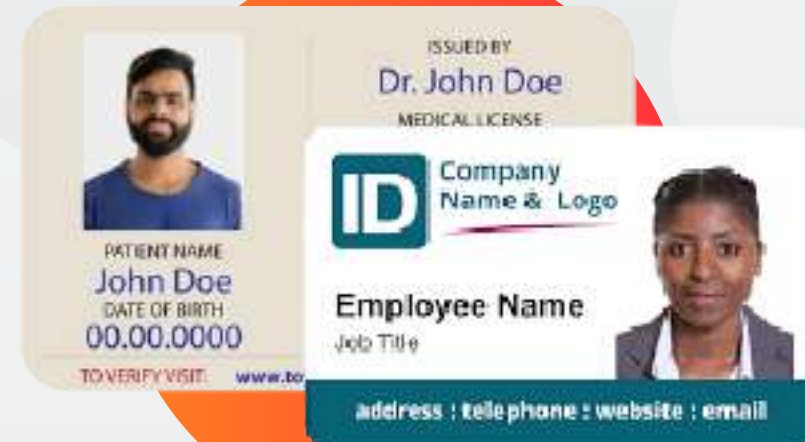 PATIENT NAME
John Doe
DATE OF BIRTH
00.00.0000
TO VERIFY VISIT:
ISSUED BY
Dr. John Doe
MEDICAL LICENSE
ID
Company
Name & Logo
Employee Name
Job Title
address : telephone : website : email